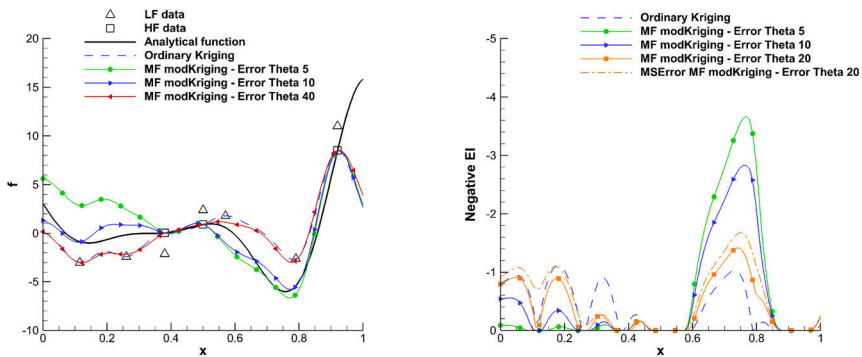 LF data
HF data
Analytical function
Ordinary Kriging
MF modKriging - Error Theta 5
MF modKriging - Error Theta 10
MF modKriging - Error Theta 40
20
15
10
5
0
-5
-10
f
0
0.2
0.4
0.6
0.8
1
x
Ordinary Kriging
MF modKriging - Error Theta 5
MF modKriging - Error Theta 10
MF modKriging - Error Theta 20
MSError MF modKriging - Error Theta 20
-5
-4
-3
-2
-1
0
Negative EI
0
0.2
0.4
0.6
0.8
1
x